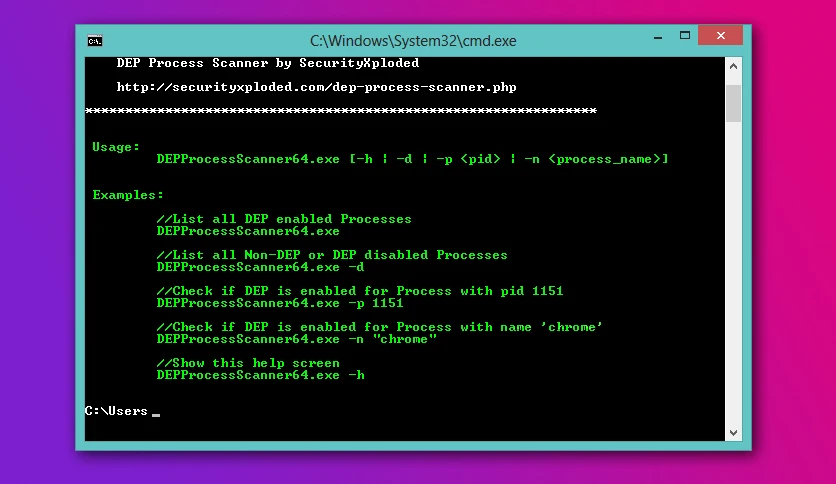 C:\Windows\System32\cmd.exe
DEP Process Scanner by SecurityXploded
http://securityxploded.com/dep-process-scanner.php
****************************************************************
Usage:
DEPProcessScanner64.exe [-h | -d | -p <pid> | -n <process_name>]
Examples:
//List all DEP enabled Processes
DEPProcessScanner64.exe
//List all Non-DEP or DEP disabled Processes
DEPProcessScanner64.exe -d
//Check if DEP is enabled for Process with pid 1151
DEPProcessScanner64.exe -p 1151
//Check if DEP is enabled for Process with name 'chrome'
DEPProcessScanner64.exe -n "chrome"
//Show this help screen
DEPProcessScanner64.exe -h
C:\Users _